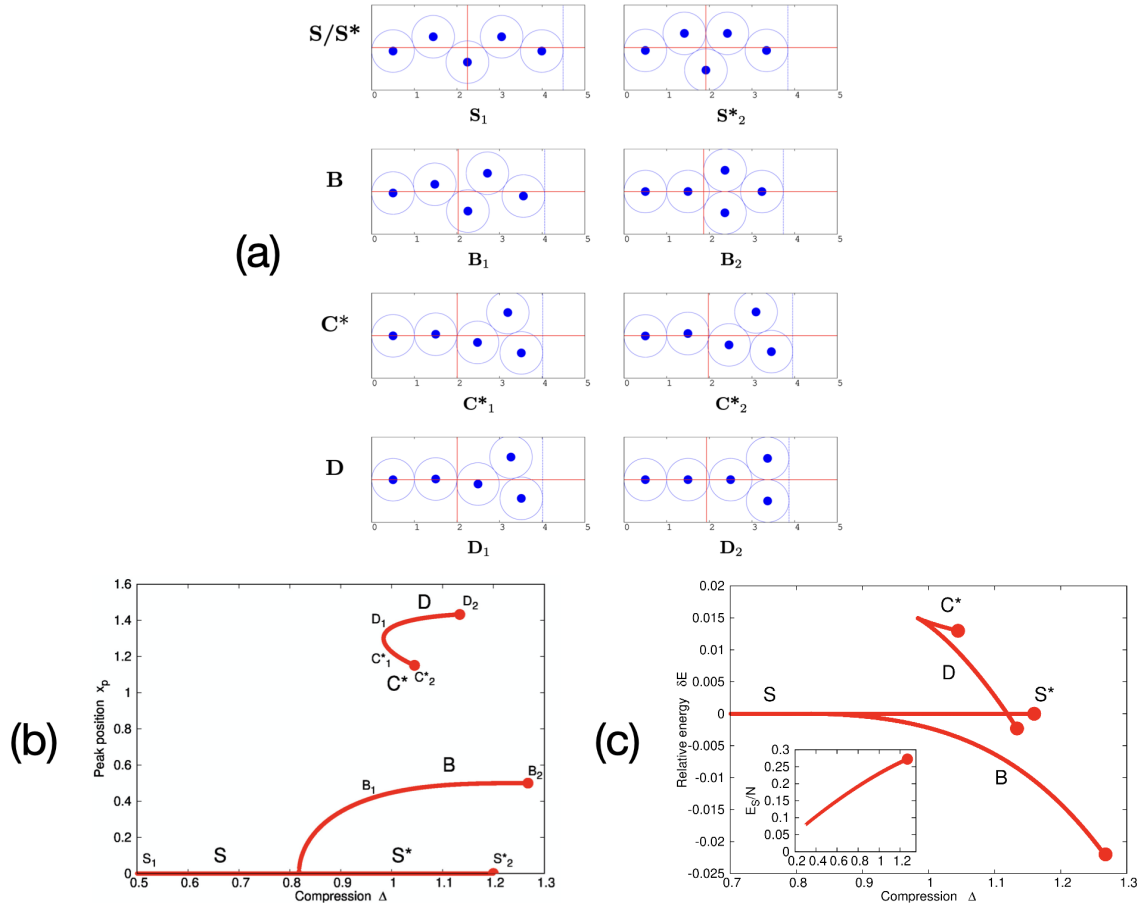 S/S*
0 1 2 3 4 5
0 1 2 3 4 5
S₁
S*₂
B
0 1 2 3 4 5
0 1 2 3 4 5
B₁
B₂
(a)
C*
0 1 2 3 4 5
0 1 2 3 4 5
C*₁
C*₂
D
0 1 2 3 4 5
0 1 2 3 4 5
D₁
D₂
(b)
Peak position xₚ
1.6
1.4
1.2
1
0.8
0.6
0.4
0.2
0
D
D₁
D₂
C*₁
C*
C*₂
B
B₁
B₂
S₁
S
S*
S*₂
0.5 0.6 0.7 0.8 0.9 1 1.1 1.2 1.3
Compression Δ
(c)
Relative energy δE
0.02
0.015
0.01
0.005
0
-0.005
-0.01
-0.015
-0.02
-0.025
C*
D
S
S*
B
E_S/N
0.3
0.25
0.2
0.15
0.1
0.05
0
0.2 0.4 0.6 0.8 1 1.2
0.7 0.8 0.9 1 1.1 1.2 1.3
Compression Δ